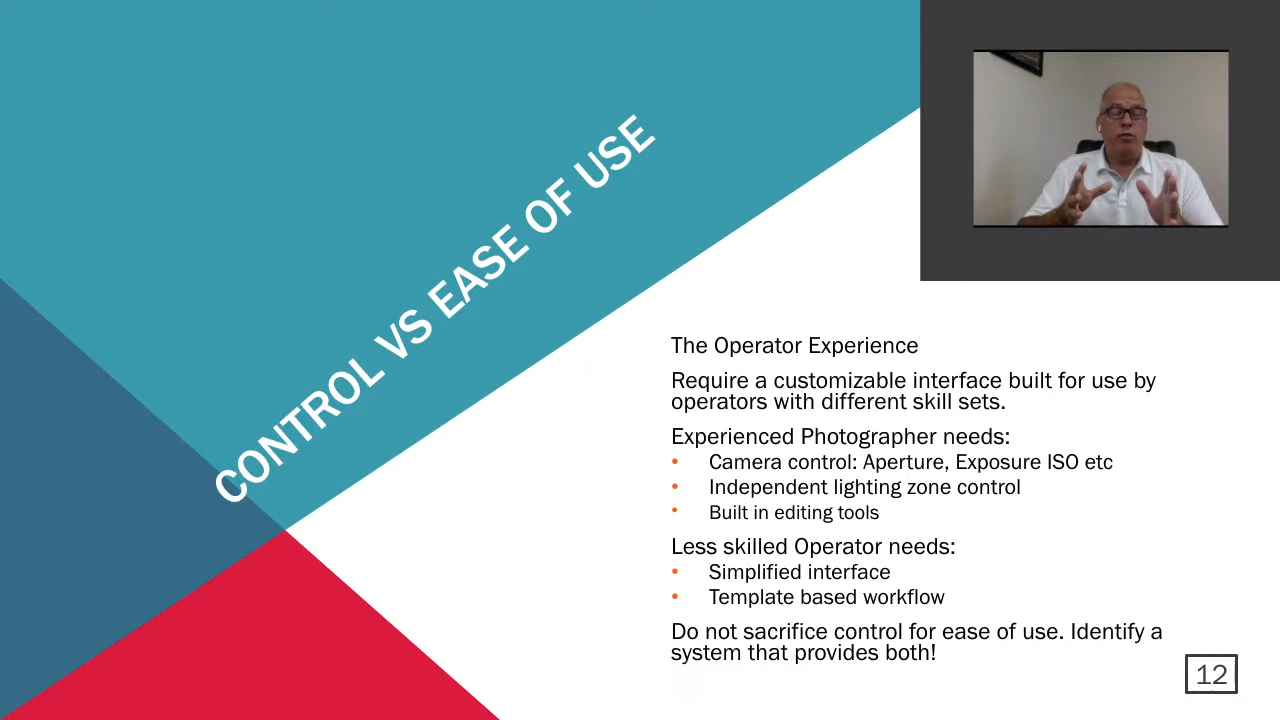 CONTROL VS EASE OF USE
The Operator Experience
Require a customizable interface built for use by
operators with different skill sets.
Experienced Photographer needs:
• Camera control: Aperture, Exposure ISO etc
• Independent lighting zone control
• Built in editing tools
Less skilled Operator needs:
• Simplified interface
• Template based workflow
Do not sacrifice control for ease of use. Identify a
system that provides both!
12